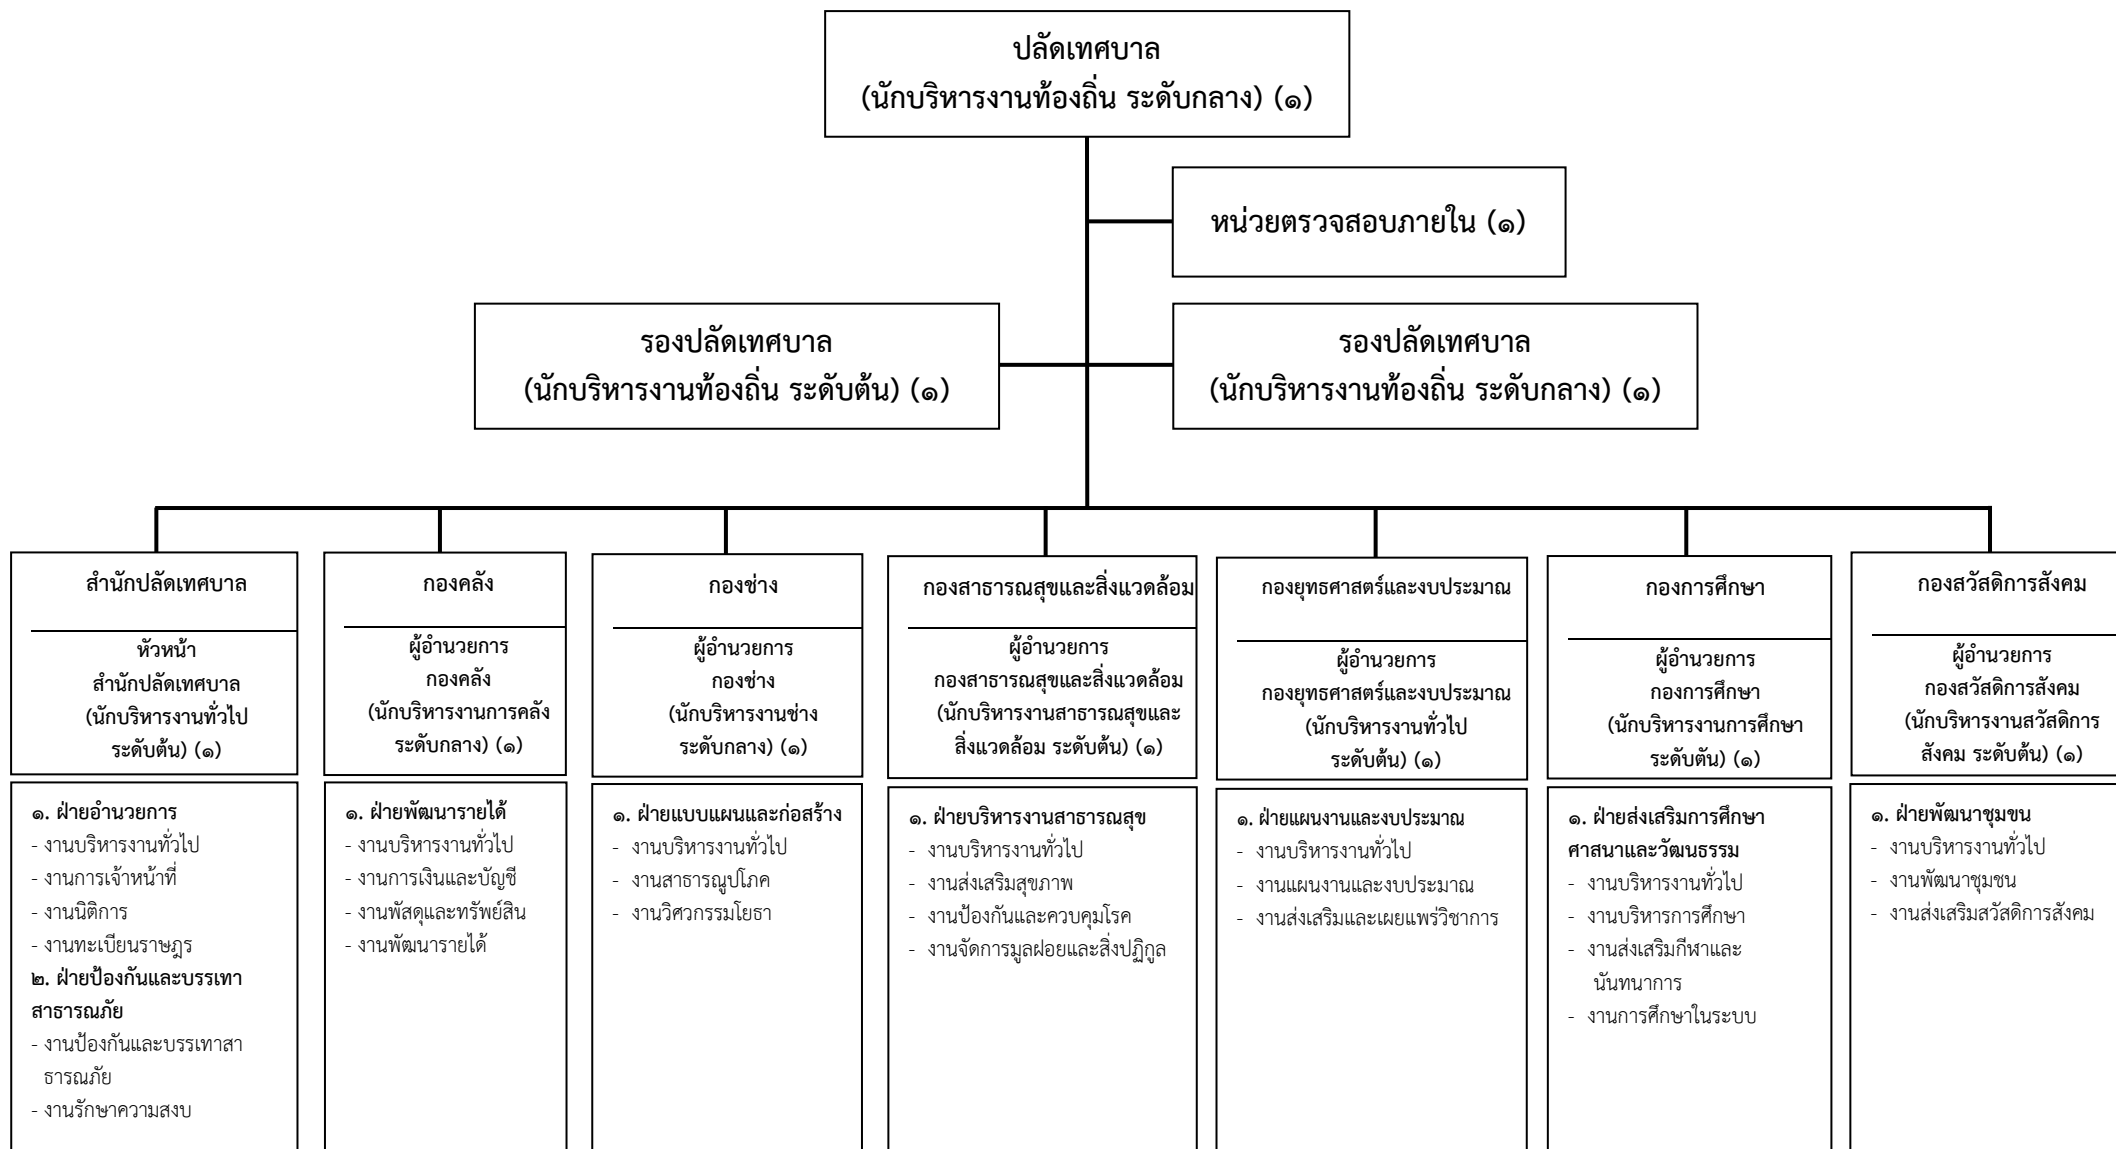 ปลัดเทศบาล
(นักบริหารงานท้องถิ่น ระดับกลาง) (๑)
หน่วยตรวจสอบภายใน (๑)
รองปลัดเทศบาล
(นักบริหารงานท้องถิ่น ระดับต้น) (๑)
รองปลัดเทศบาล
(นักบริหารงานท้องถิ่น ระดับกลาง) (๑)
สำนักปลัดเทศบาล
หัวหน้า
สำนักปลัดเทศบาล
(นักบริหารงานทั่วไป
ระดับต้น) (๑)
๑. ฝ่ายอำนวยการ
- งานบริหารงานทั่วไป
- งานการเจ้าหน้าที่
- งานนิติการ
- งานทะเบียนราษฎร
๒. ฝ่ายป้องกันและบรรเทา
สาธารณภัย
- งานป้องกันและบรรเทาสา
ธารณภัย
- งานรักษาความสงบ
กองคลัง
ผู้อำนวยการ
กองคลัง
(นักบริหารงานการคลัง
ระดับกลาง) (๑)
๑. ฝ่ายพัฒนารายได้
- งานบริหารงานทั่วไป
- งานการเงินและบัญชี
- งานพัสดุและทรัพย์สิน
- งานพัฒนารายได้
กองช่าง
ผู้อำนวยการ
กองช่าง
(นักบริหารงานช่าง
ระดับกลาง) (๑)
๑. ฝ่ายแบบแผนและก่อสร้าง
- งานบริหารงานทั่วไป
- งานสาธารณูปโภค
- งานวิศวกรรมโยธา
กองสาธารณสุขและสิ่งแวดล้อม
ผู้อำนวยการ
กองสาธารณสุขและสิ่งแวดล้อม
(นักบริหารงานสาธารณสุขและ
สิ่งแวดล้อม ระดับต้น) (๑)
๑. ฝ่ายบริหารงานสาธารณสุข
- งานบริหารงานทั่วไป
- งานส่งเสริมสุขภาพ
- งานป้องกันและควบคุมโรค
- งานจัดการมูลฝอยและสิ่งปฏิกูล
กองยุทธศาสตร์และงบประมาณ
ผู้อำนวยการ
กองยุทธศาสตร์และงบประมาณ
(นักบริหารงานทั่วไป
ระดับต้น) (๑)
๑. ฝ่ายแผนงานและงบประมาณ
- งานบริหารงานทั่วไป
- งานแผนงานและงบประมาณ
- งานส่งเสริมและเผยแพร่วิชาการ
กองการศึกษา
ผู้อำนวยการ
กองการศึกษา
(นักบริหารงานการศึกษา
ระดับต้น) (๑)
๑. ฝ่ายส่งเสริมการศึกษา
ศาสนาและวัฒนธรรม
- งานบริหารงานทั่วไป
- งานบริหารการศึกษา
- งานส่งเสริมกีฬาและ
นันทนาการ
- งานการศึกษาในระบบ
กองสวัสดิการสังคม
ผู้อำนวยการ
กองสวัสดิการสังคม
(นักบริหารงานสวัสดิการ
สังคม ระดับต้น) (๑)
๑. ฝ่ายพัฒนาชุมขน
- งานบริหารงานทั่วไป
- งานพัฒนาชุมชน
- งานส่งเสริมสวัสดิการสังคม